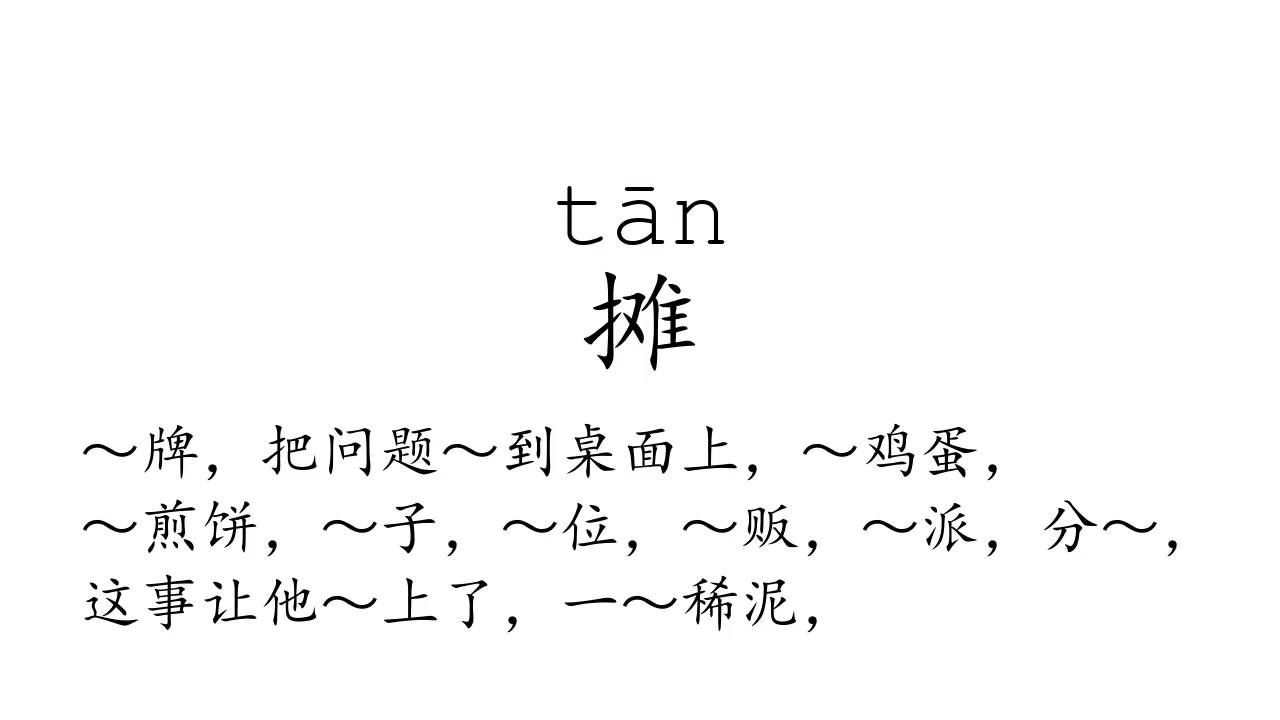 tān
摊
～牌，把问题～到桌面上，～鸡蛋，
～煎饼，～子，～位，～贩，～派，分～，
这事让他～上了，一～稀泥，